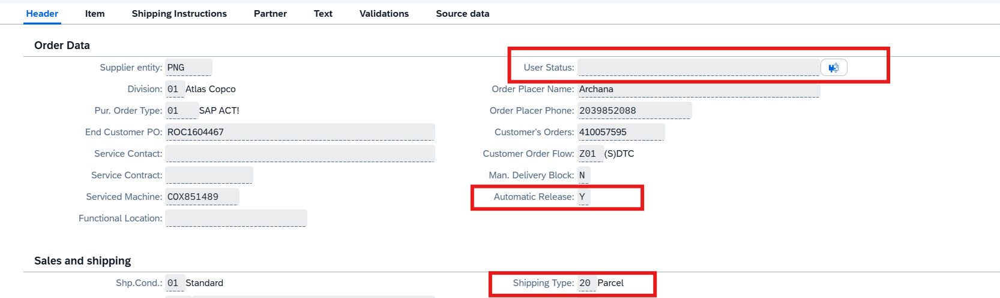 Header Item Shipping Instructions Partner Text Validations Source data
Order Data
Supplier entity: PNG
User Status:
Division: 01 Atlas Copco
Order Placer Name: Archana
Pur. Order Type: 01 SAP ACT!
Order Placer Phone: 2039852088
End Customer PO: ROC1604467
Customer's Orders: 410057595
Service Contact:
Customer Order Flow: Z01 (S)DTC
Service Contract:
Man. Delivery Block: N
Serviced Machine: COX851489
Automatic Release: Y
Functional Location:
Sales and shipping
Shp.Cond.: 01 Standard
Shipping Type: 20 Parcel